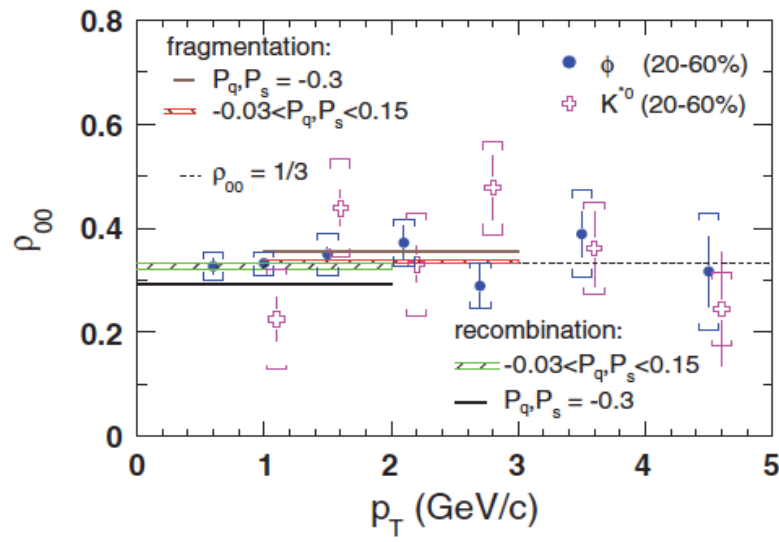 0.8
fragmentation:
P_q,P_s = -0.3
-0.03<P_q,P_s<0.15
ρ_00 = 1/3
ϕ (20-60%)
K^*0 (20-60%)
0.6
0.4
0.2
0
ρ_00
recombination:
-0.03<P_q,P_s<0.15
P_q,P_s = -0.3
0 1 2 3 4 5
p_T (GeV/c)